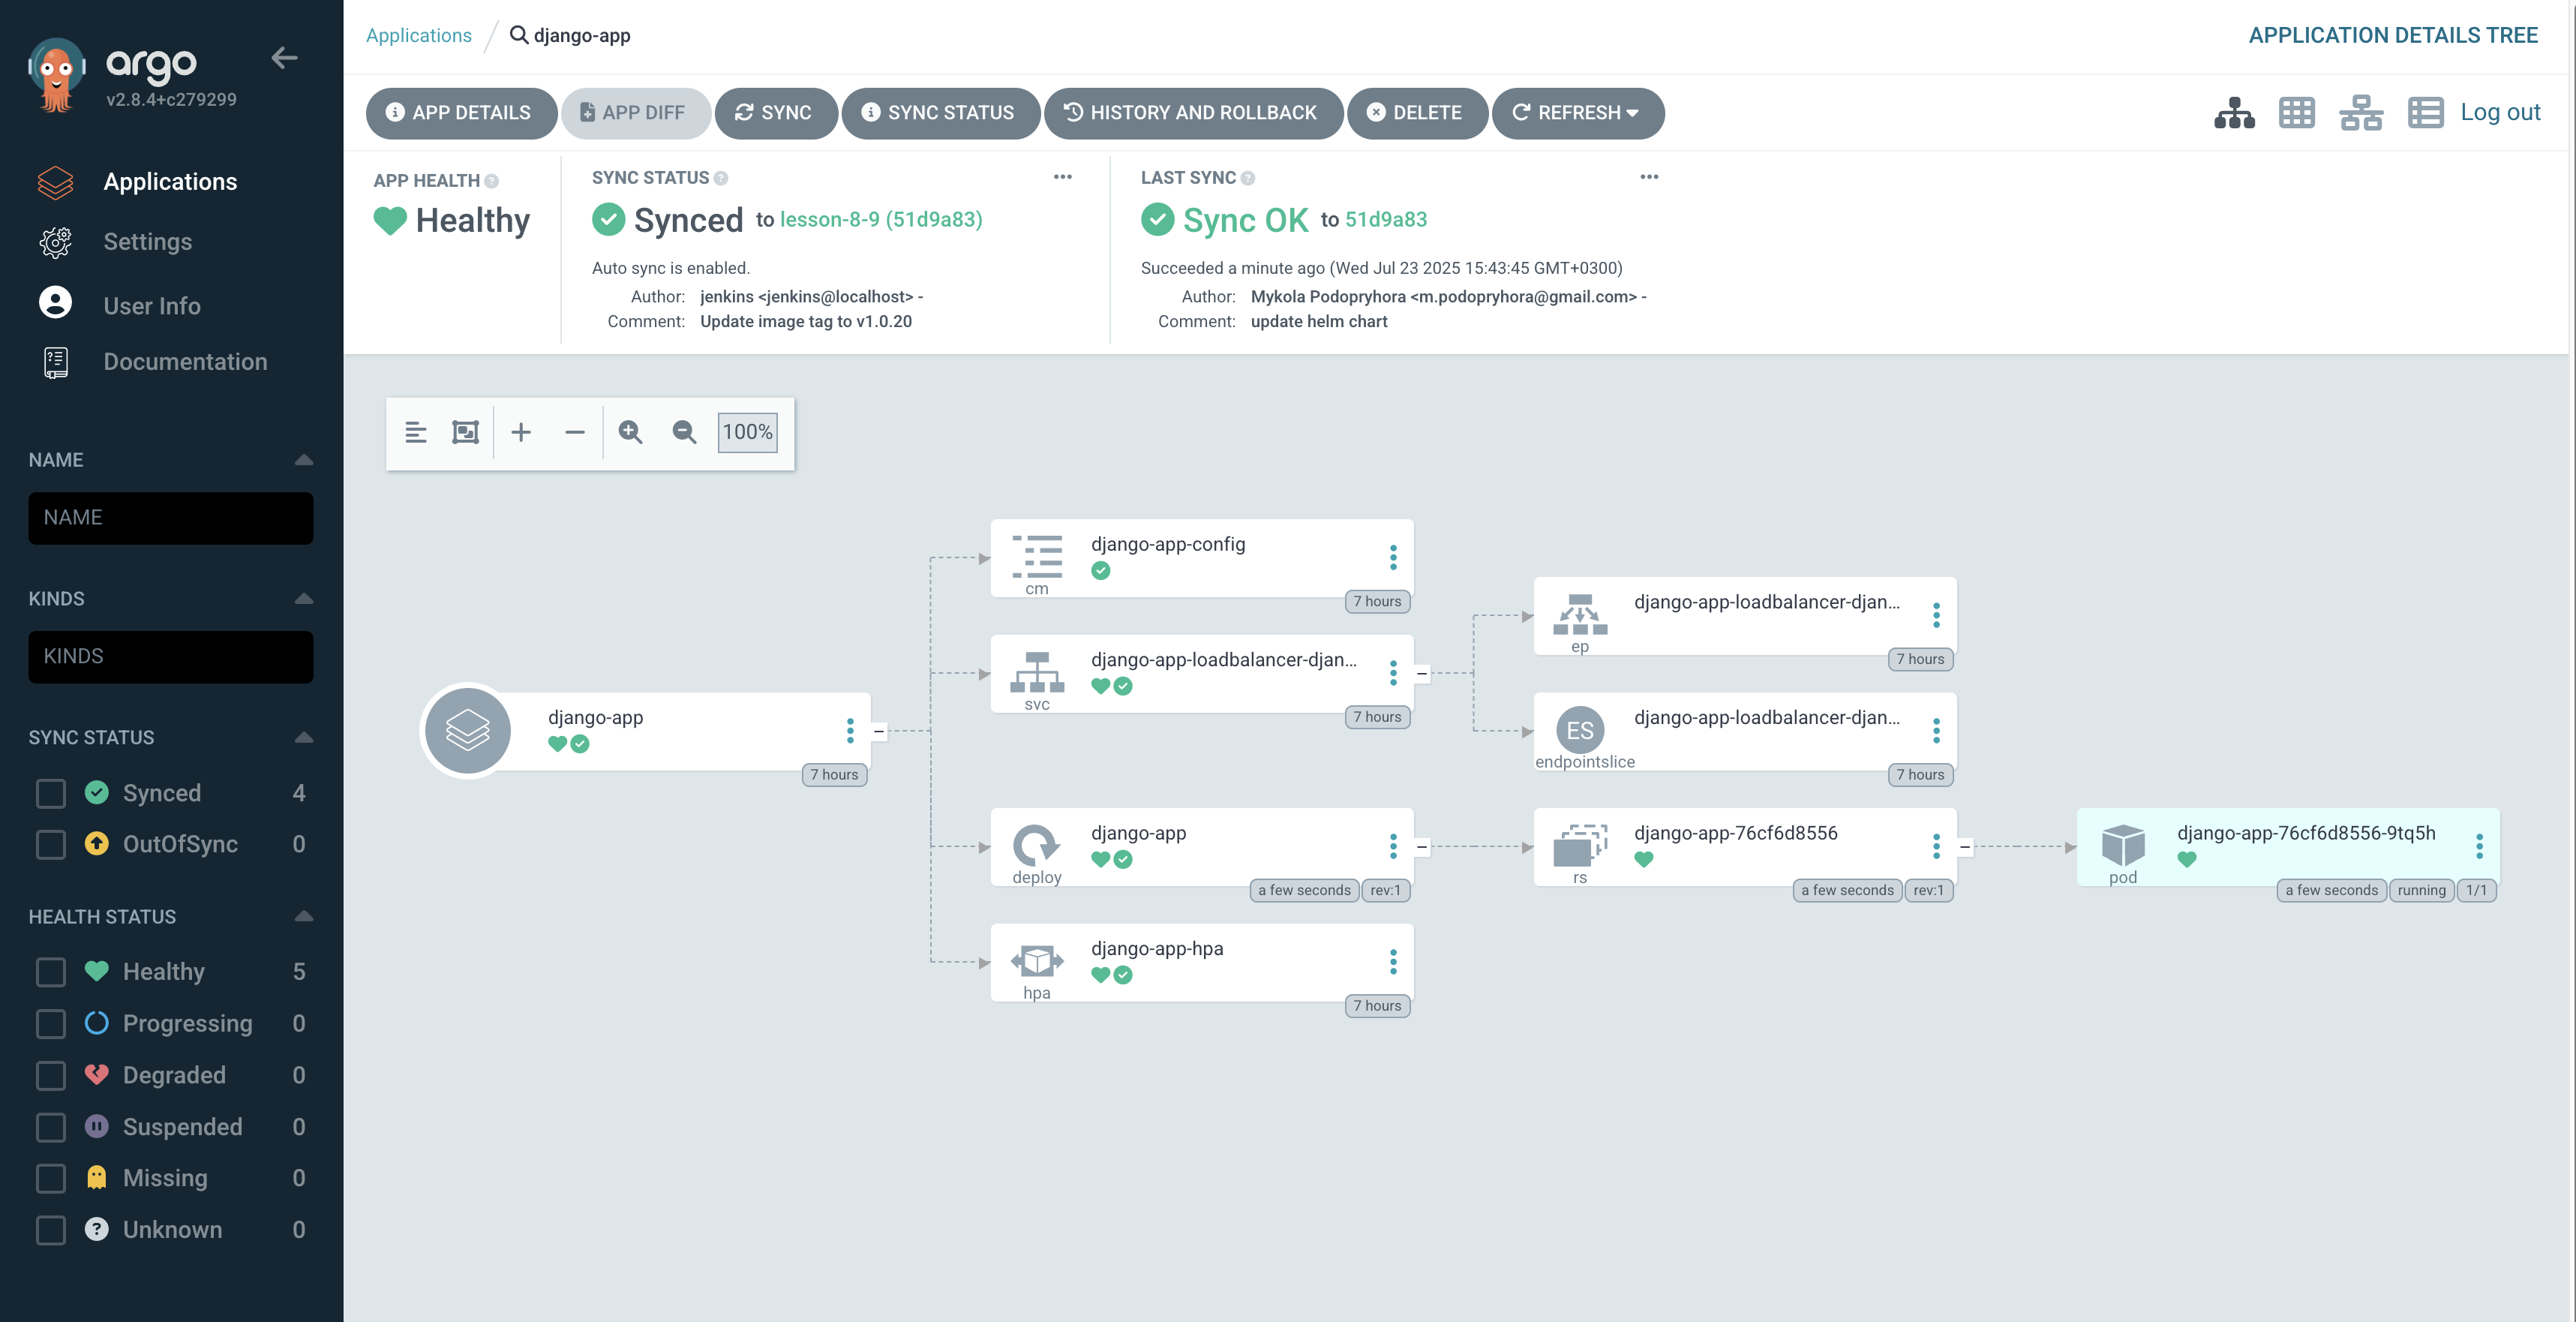 argo
v2.8.4+c279299
Applications
Settings
User Info
Documentation
NAME
NAME
KINDS
KINDS
SYNC STATUS
Synced 4
OutOfSync 0
HEALTH STATUS
Healthy 5
Progressing 0
Degraded 0
Suspended 0
Missing 0
Unknown 0
Applications / django-app
APPLICATION DETAILS TREE
APP DETAILS
APP DIFF
SYNC
SYNC STATUS
HISTORY AND ROLLBACK
DELETE
REFRESH
Log out
APP HEALTH
Healthy
SYNC STATUS
Synced to lesson-8-9 (51d9a83)
Auto sync is enabled.
Author: jenkins <jenkins@localhost> -
Comment: Update image tag to v1.0.20
LAST SYNC
Sync OK to 51d9a83
Succeeded a minute ago (Wed Jul 23 2025 15:43:45 GMT+0300)
Author: Mykola Podopryhora <m.podopryhora@gmail.com> -
Comment: update helm chart
100%
django-app
7 hours
django-app-config
cm
7 hours
django-app-loadbalancer-djan...
svc
7 hours
django-app-loadbalancer-djan...
ep
7 hours
ES
django-app-loadbalancer-djan...
endpointslice
7 hours
django-app
deploy
a few seconds rev:1
django-app-76cf6d8556
rs
a few seconds rev:1
django-app-76cf6d8556-9tq5h
pod
a few seconds running 1/1
django-app-hpa
hpa
7 hours